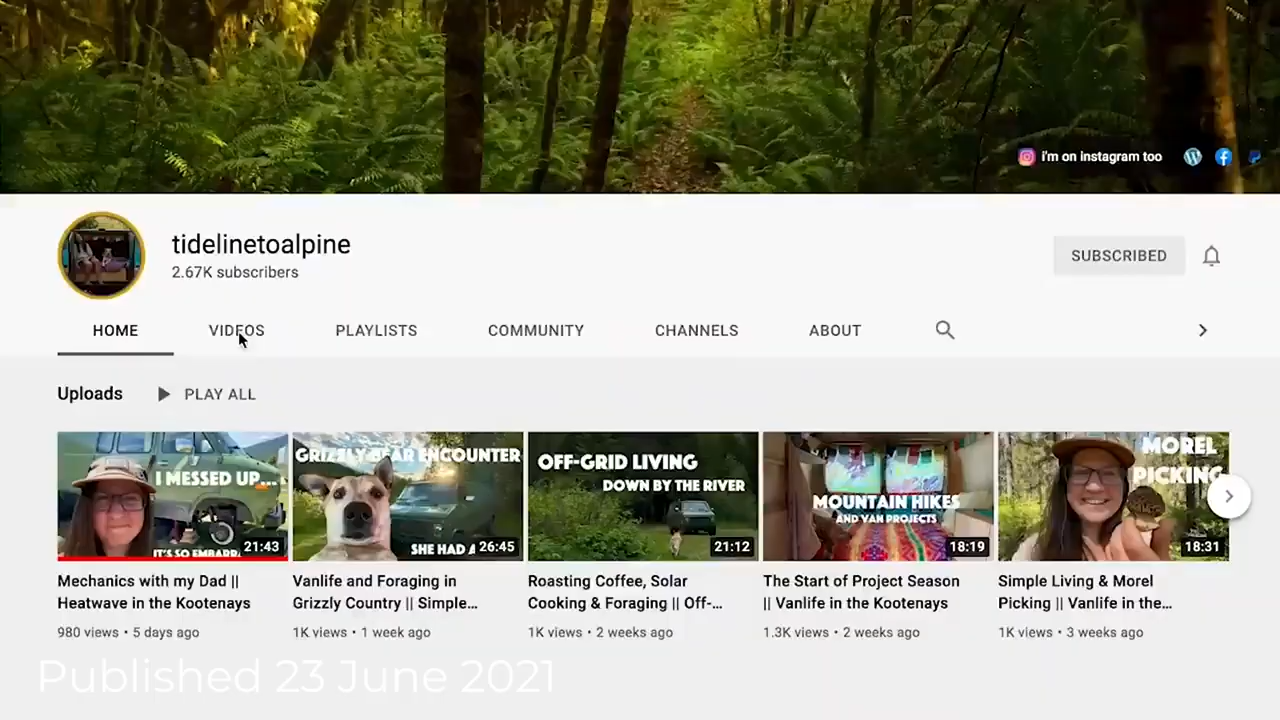 i'm on instagram too
tidelinetoalpine
2.67K subscribers
SUBSCRIBED
HOME
VIDEOS
PLAYLISTS
COMMUNITY
CHANNELS
ABOUT
Uploads
PLAY ALL
I MESSED UP...
IT'S SO EMBARR
21:43
GRIZZLY BEAR ENCOUNTER
SHE HAD A
26:45
OFF-GRID LIVING
DOWN BY THE RIVER
21:12
MOUNTAIN HIKES
AND VAN PROJECTS
18:19
MOREL
PICKING
18:31
Mechanics with my Dad ||
Heatwave in the Kootenays
980 views • 5 days ago
Vanlife and Foraging in
Grizzly Country || Simple...
1K views • 1 week ago
Roasting Coffee, Solar
Cooking & Foraging || Off-...
1K views • 2 weeks ago
The Start of Project Season
|| Vanlife in the Kootenays
1.3K views • 2 weeks ago
Simple Living & Morel
Picking || Vanlife in the...
1K views • 3 weeks ago
Published 23 June 2021